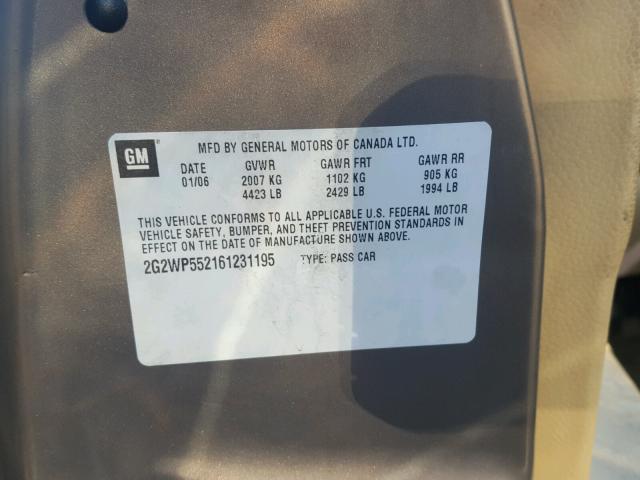 GM
MFD BY GENERAL MOTORS OF CANADA LTD.
DATE GVWR GAWR FRT GAWR RR
01/06 2007 KG 1102 KG 905 KG
4423 LB 2429 LB 1994 LB
THIS VEHICLE CONFORMS TO ALL APPLICABLE U.S. FEDERAL MOTOR
VEHICLE SAFETY, BUMPER, AND THEFT PREVENTION STANDARDS IN
EFFECT ON THE DATE OF MANUFACTURE SHOWN ABOVE.
2G2WP552161231195 TYPE: PASS CAR